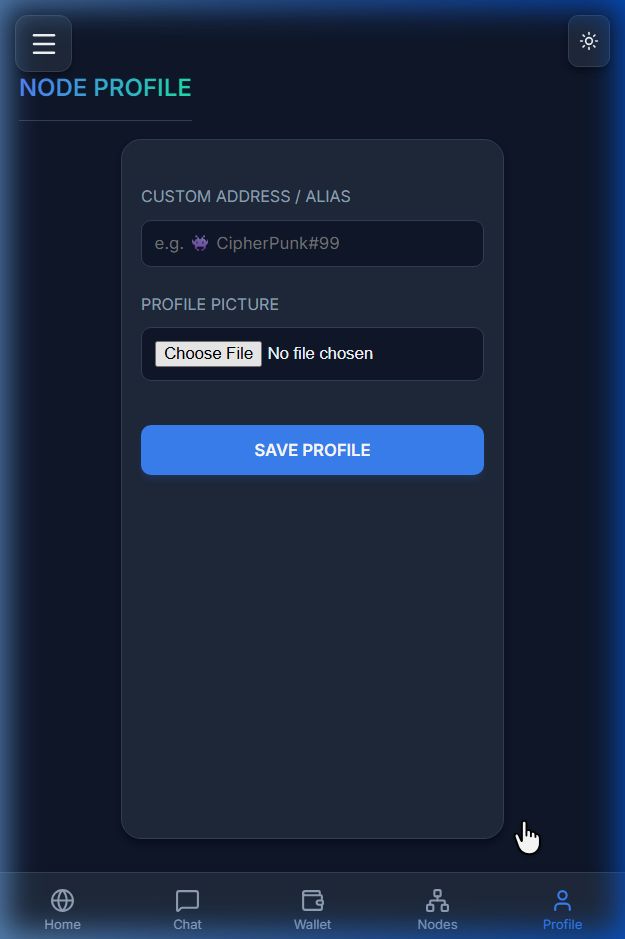 NODE PROFILE
CUSTOM ADDRESS / ALIAS
e.g. 👾 CipherPunk#99
PROFILE PICTURE
Choose File No file chosen
SAVE PROFILE
Home Chat Wallet Nodes Profile